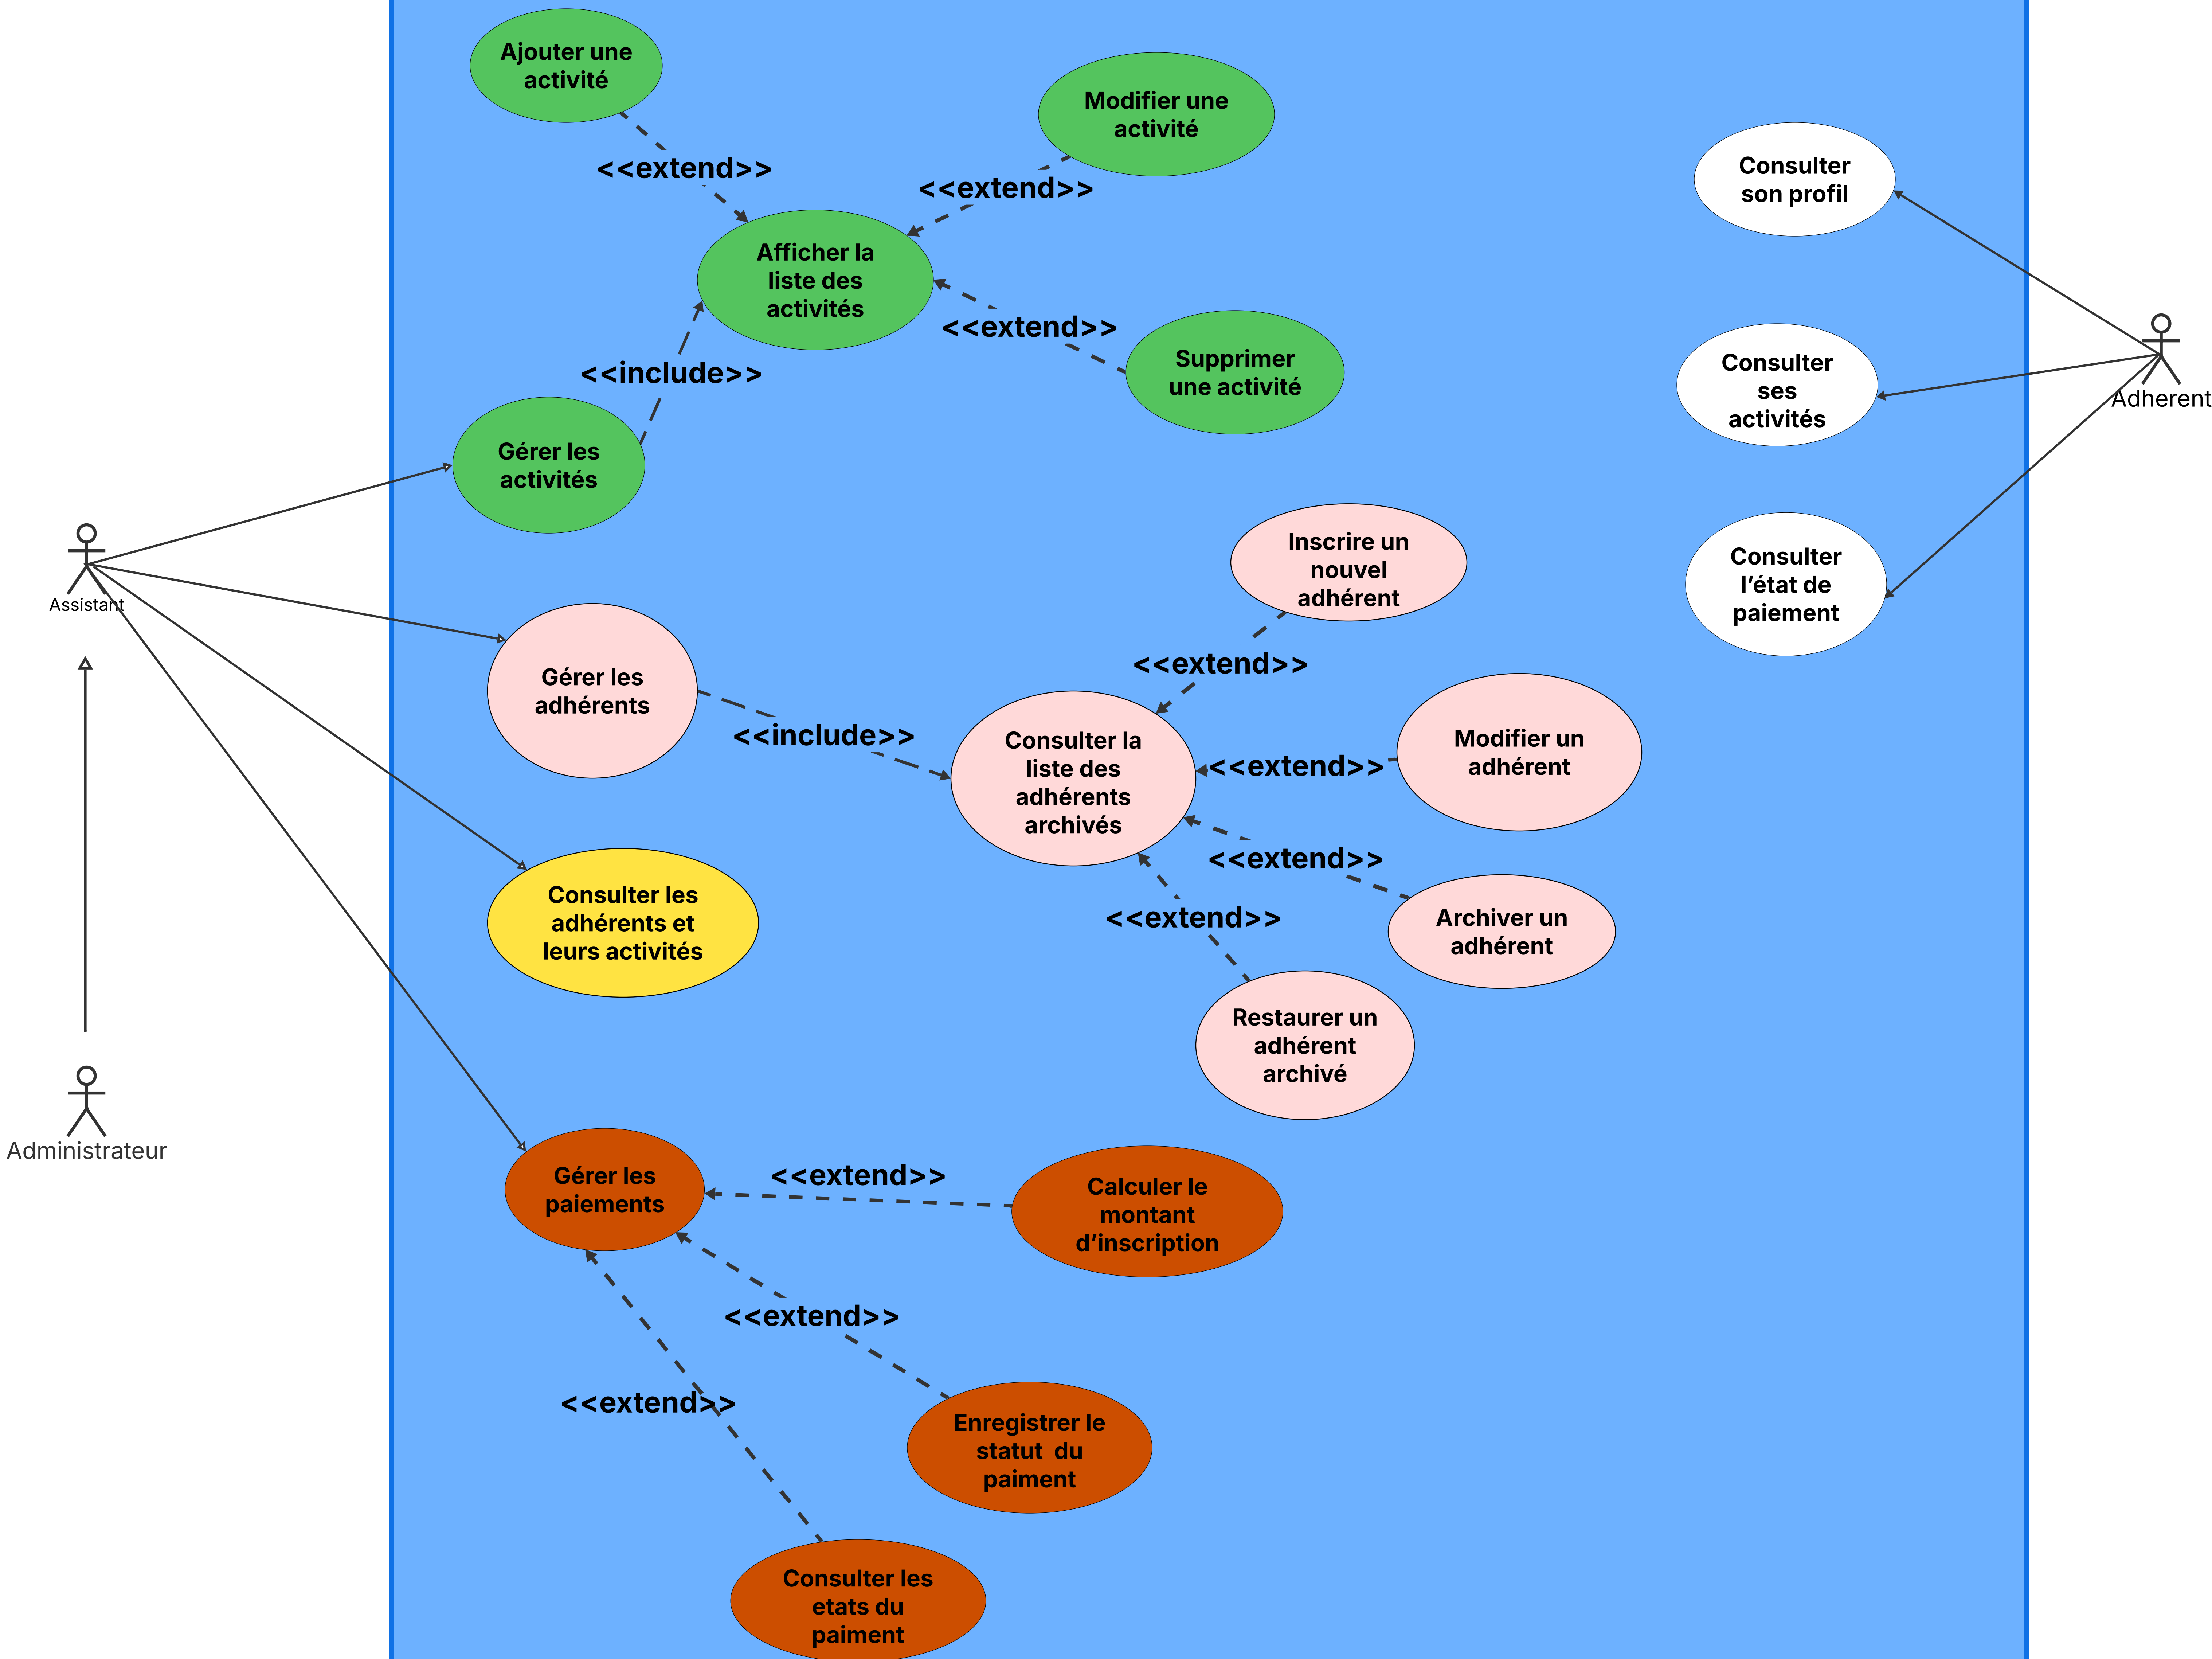 Ajouter une
activité
Modifier une
activité
<<extend>>
<<extend>>
Consulter
son profil
Afficher la
liste des
activités
<<extend>>
Supprimer
une activité
<<include>>
Consulter
ses
activités
Adherent
Gérer les
activités
Assistant
Inscrire un
nouvel
adhérent
Consulter
l’état de
paiement
<<extend>>
Gérer les
adhérents
<<include>>
Consulter la
liste des
adhérents
archivés
<<extend>>
Modifier un
adhérent
<<extend>>
Archiver un
adhérent
<<extend>>
Consulter les
adhérents et
leurs activités
Restaurer un
adhérent
archivé
Administrateur
Gérer les
paiements
<<extend>>
Calculer le
montant
d’inscription
<<extend>>
<<extend>>
Enregistrer le
statut  du
paiment
Consulter les
etats du
paiment